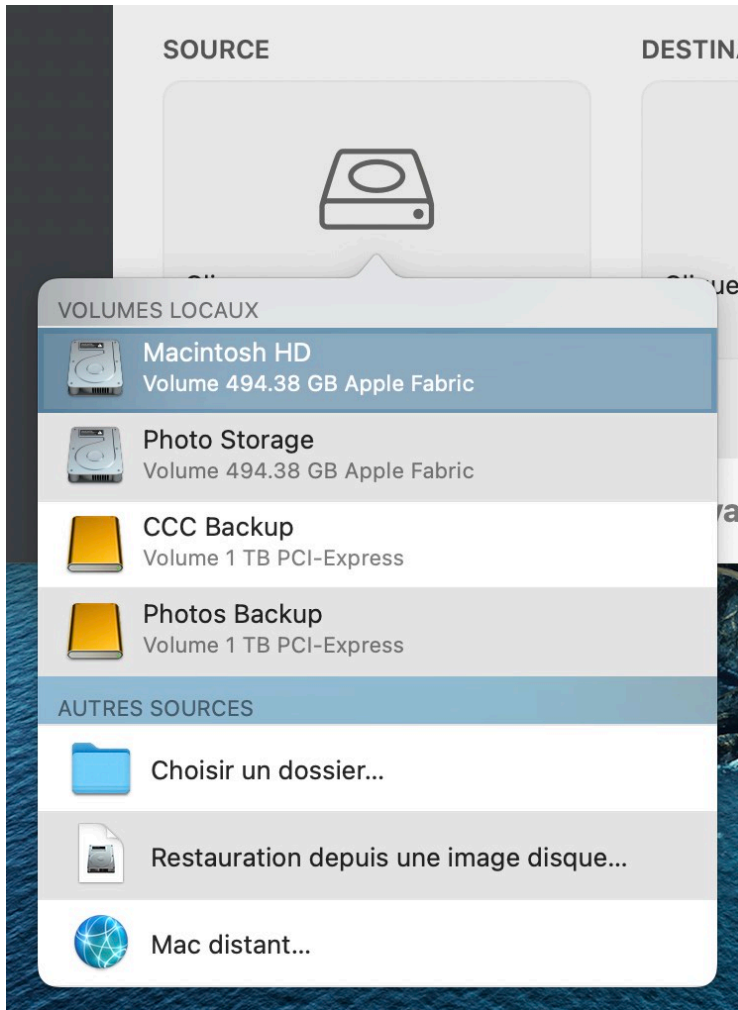 SOURCE
DESTIN
VOLUMES LOCAUX
Macintosh HD
Volume 494.38 GB Apple Fabric
Photo Storage
Volume 494.38 GB Apple Fabric
CCC Backup
Volume 1 TB PCI-Express
Photos Backup
Volume 1 TB PCI-Express
AUTRES SOURCES
Choisir un dossier...
Restauration depuis une image disque...
Mac distant...